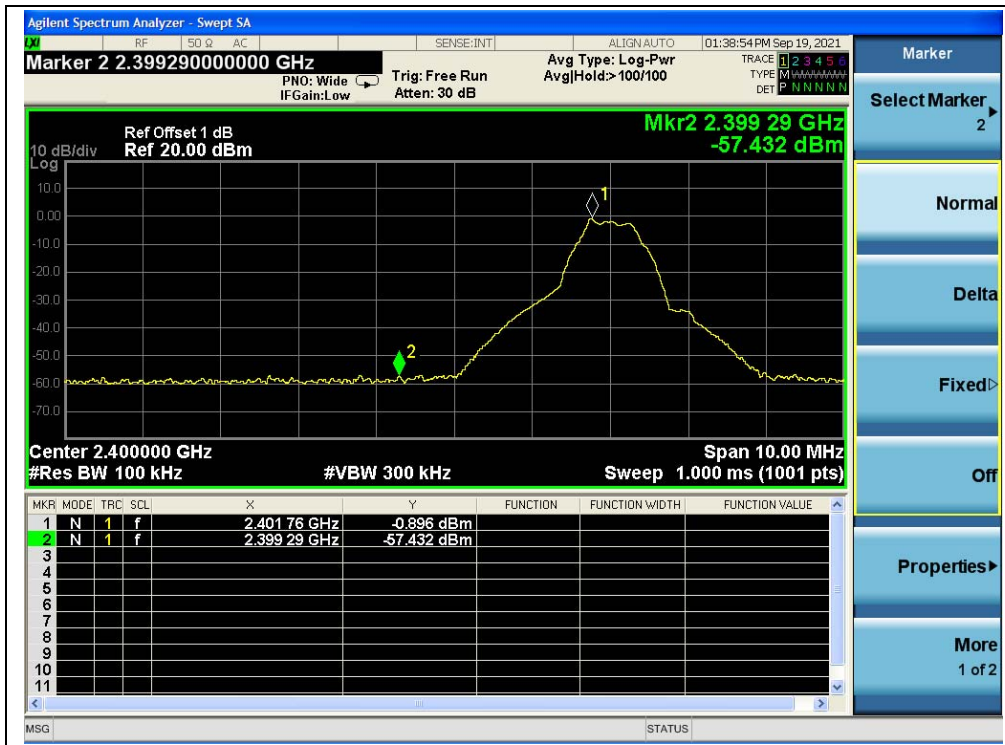 Agilent Spectrum Analyzer - Swept SA
LXI RF 50 Ω AC SENSE:INT ALIGN AUTO 01:38:54 PM Sep 19, 2021
Marker 2 2.399290000000 GHz
PNO: Wide
IFGain:Low
Trig: Free Run
Atten: 30 dB
Avg Type: Log-Pwr
Avg|Hold:>100/100
TRACE 1 2 3 4 5 6
TYPE M
DET P N N N N N
Ref Offset 1 dB
Ref 20.00 dBm
10 dB/div
Log
Mkr2 2.399 29 GHz
-57.432 dBm
10.0
0.00
-10.0
-20.0
-30.0
-40.0
-50.0
-60.0
-70.0
1
2
Center 2.400000 GHz Span 10.00 MHz
#Res BW 100 kHz #VBW 300 kHz Sweep 1.000 ms (1001 pts)
MKR MODE TRC SCL X Y FUNCTION FUNCTION WIDTH FUNCTION VALUE
1 N 1 f 2.401 76 GHz -0.896 dBm
2 N 1 f 2.399 29 GHz -57.432 dBm
3
4
5
6
7
8
9
10
11
MSG STATUS
Marker
Select Marker
2
Normal
Delta
Fixed
Off
Properties
More
1 of 2